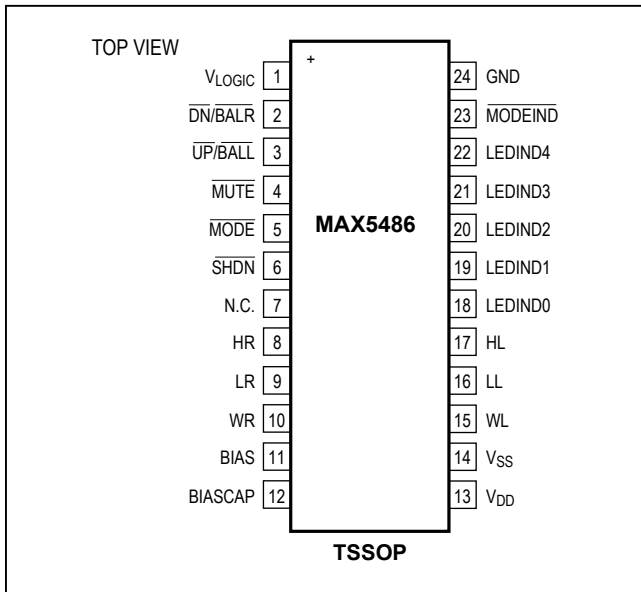 TOP VIEW
+
VLOGIC 1 24 GND
DN/BALR 2 23 MODEIND
UP/BALL 3 22 LEDIND4
MUTE 4 21 LEDIND3
MODE 5 MAX5486 20 LEDIND2
SHDN 6 19 LEDIND1
N.C. 7 18 LEDIND0
HR 8 17 HL
LR 9 16 LL
WR 10 15 WL
BIAS 11 14 VSS
BIASCAP 12 13 VDD
TSSOP